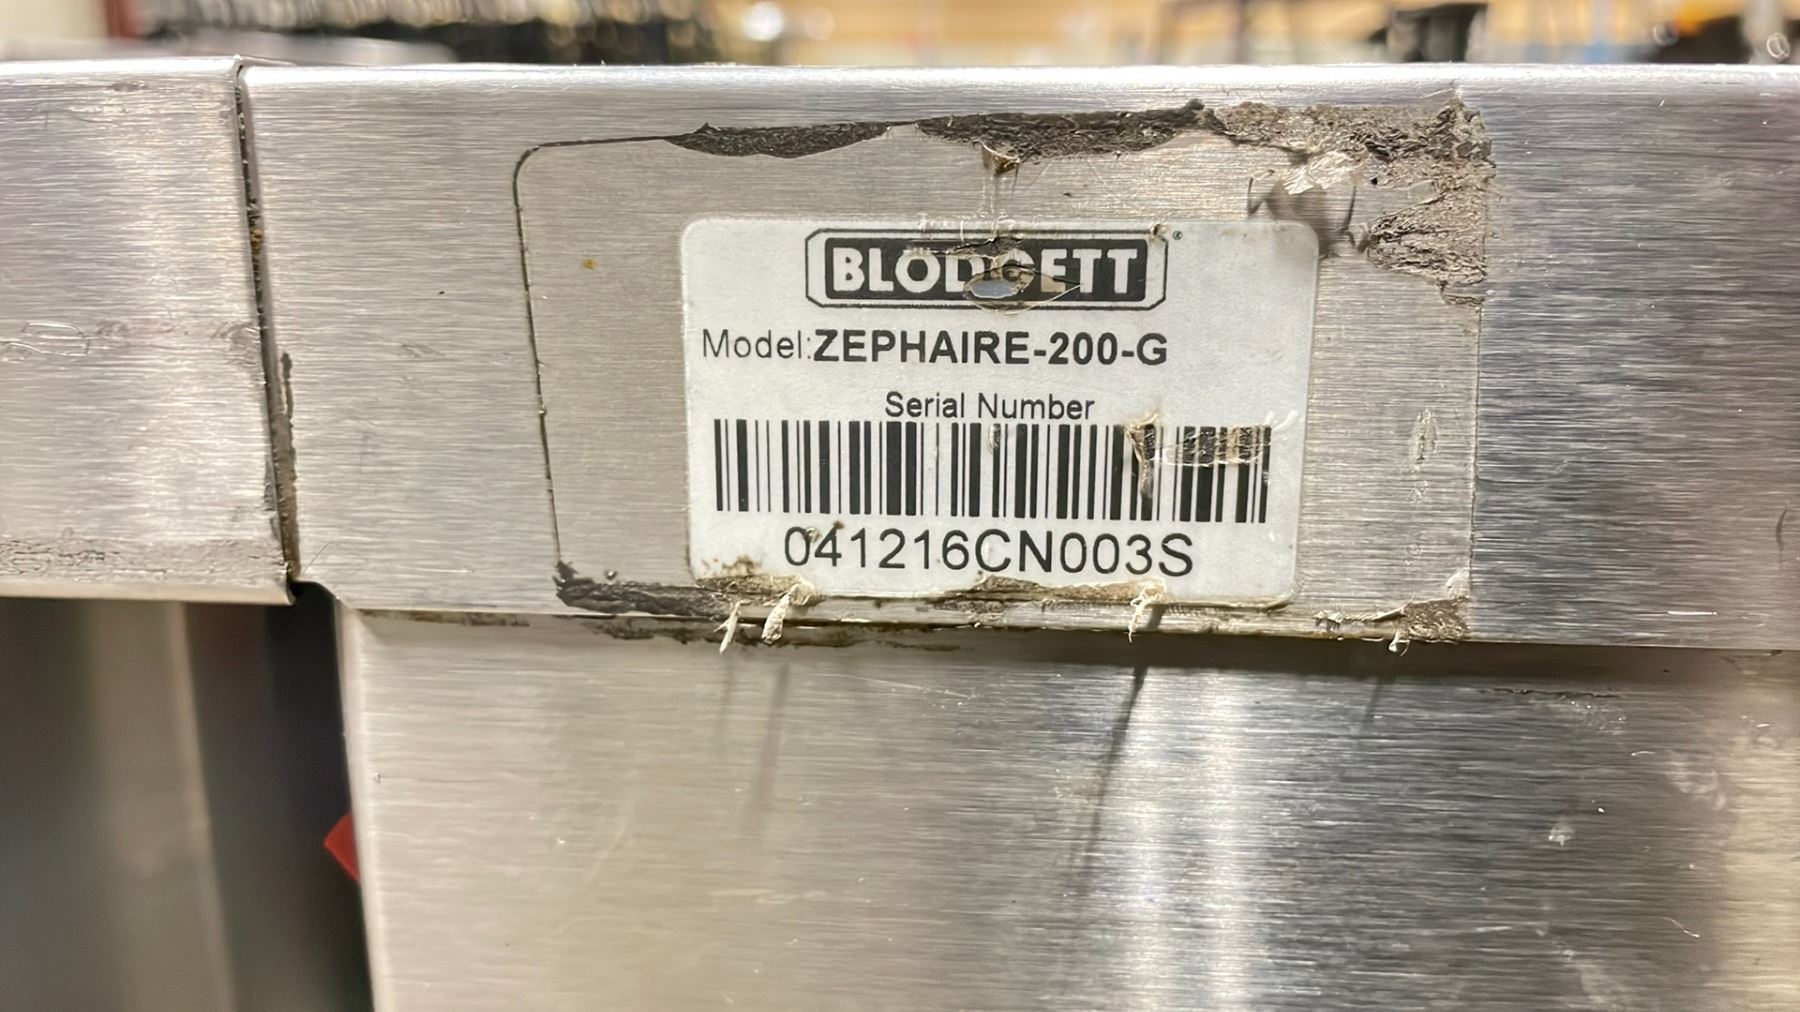 BLODGETT®
Model:ZEPHAIRE-200-G
Serial Number
041216CN003S